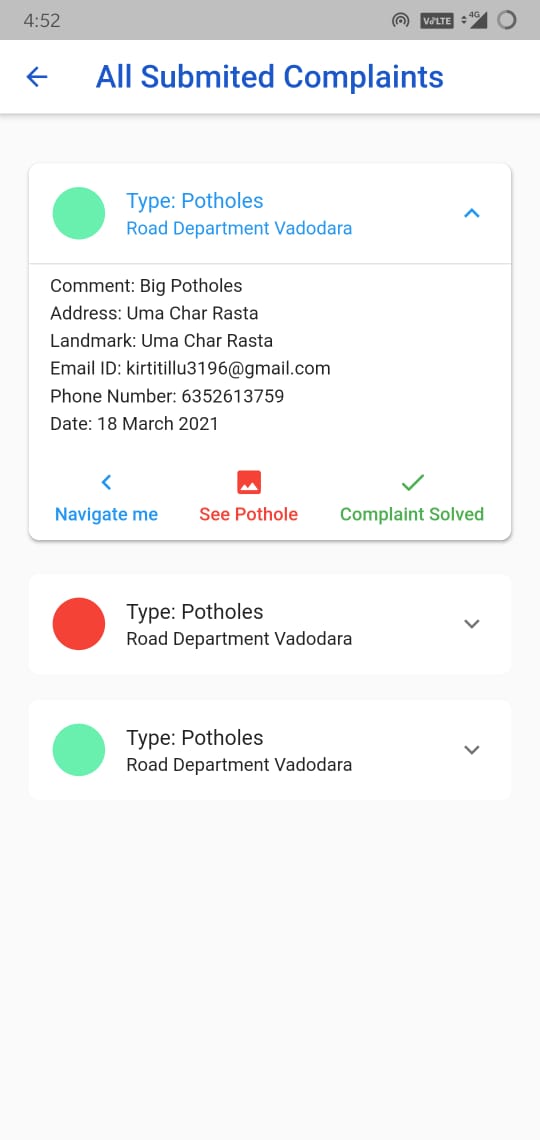 4:52
VoLTE 4G
All Submited Complaints
Type: Potholes
Road Department Vadodara
Comment: Big Potholes
Address: Uma Char Rasta
Landmark: Uma Char Rasta
Email ID: kirtitillu3196@gmail.com
Phone Number: 6352613759
Date: 18 March 2021
Navigate me See Pothole Complaint Solved
Type: Potholes
Road Department Vadodara
Type: Potholes
Road Department Vadodara